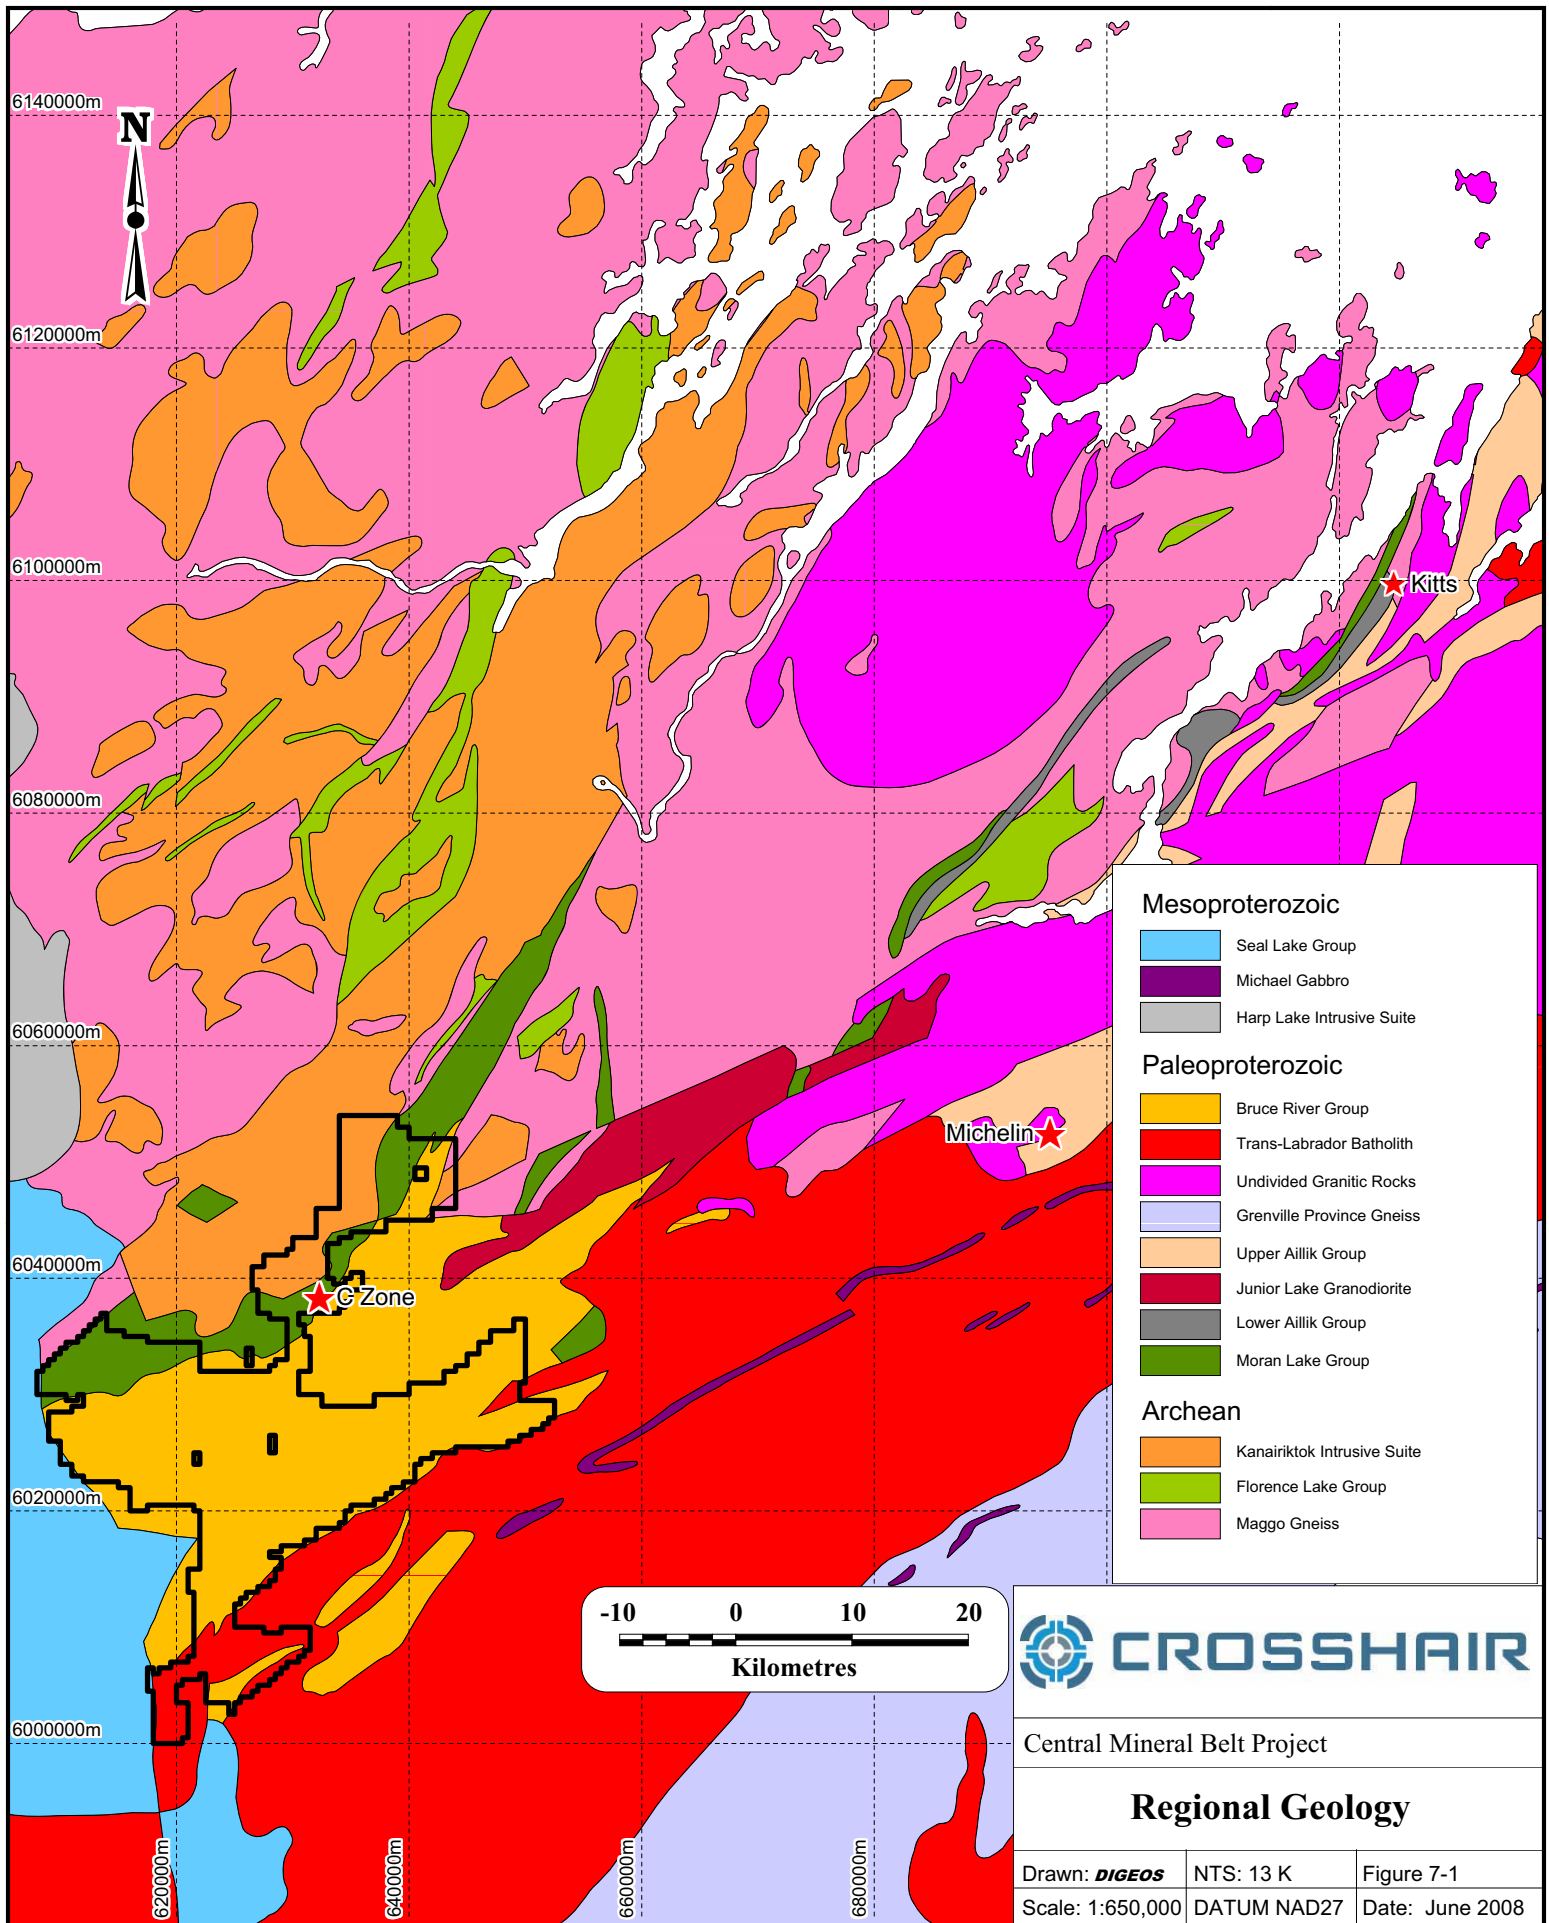 6140000m
N
6120000m
6100000m
Kitts
6080000m
Mesoproterozoic
Seal Lake Group
Michael Gabbro
Harp Lake Intrusive Suite
6060000m
Paleoproterozoic
Bruce River Group
Trans-Labrador Batholith
Undivided Granitic Rocks
Grenville Province Gneiss
Upper Aillik Group
Junior Lake Granodiorite
Lower Aillik Group
Moran Lake Group
Michelin
6040000m
C Zone
Archean
Kanairiktok Intrusive Suite
Florence Lake Group
Maggo Gneiss
6020000m
-10 0 10 20
Kilometres
CROSSHAIR
6000000m
Central Mineral Belt Project
Regional Geology
620000m
640000m
660000m
680000m
Drawn: DIGEOS NTS: 13 K Figure 7-1
Scale: 1:650,000 DATUM NAD27 Date: June 2008